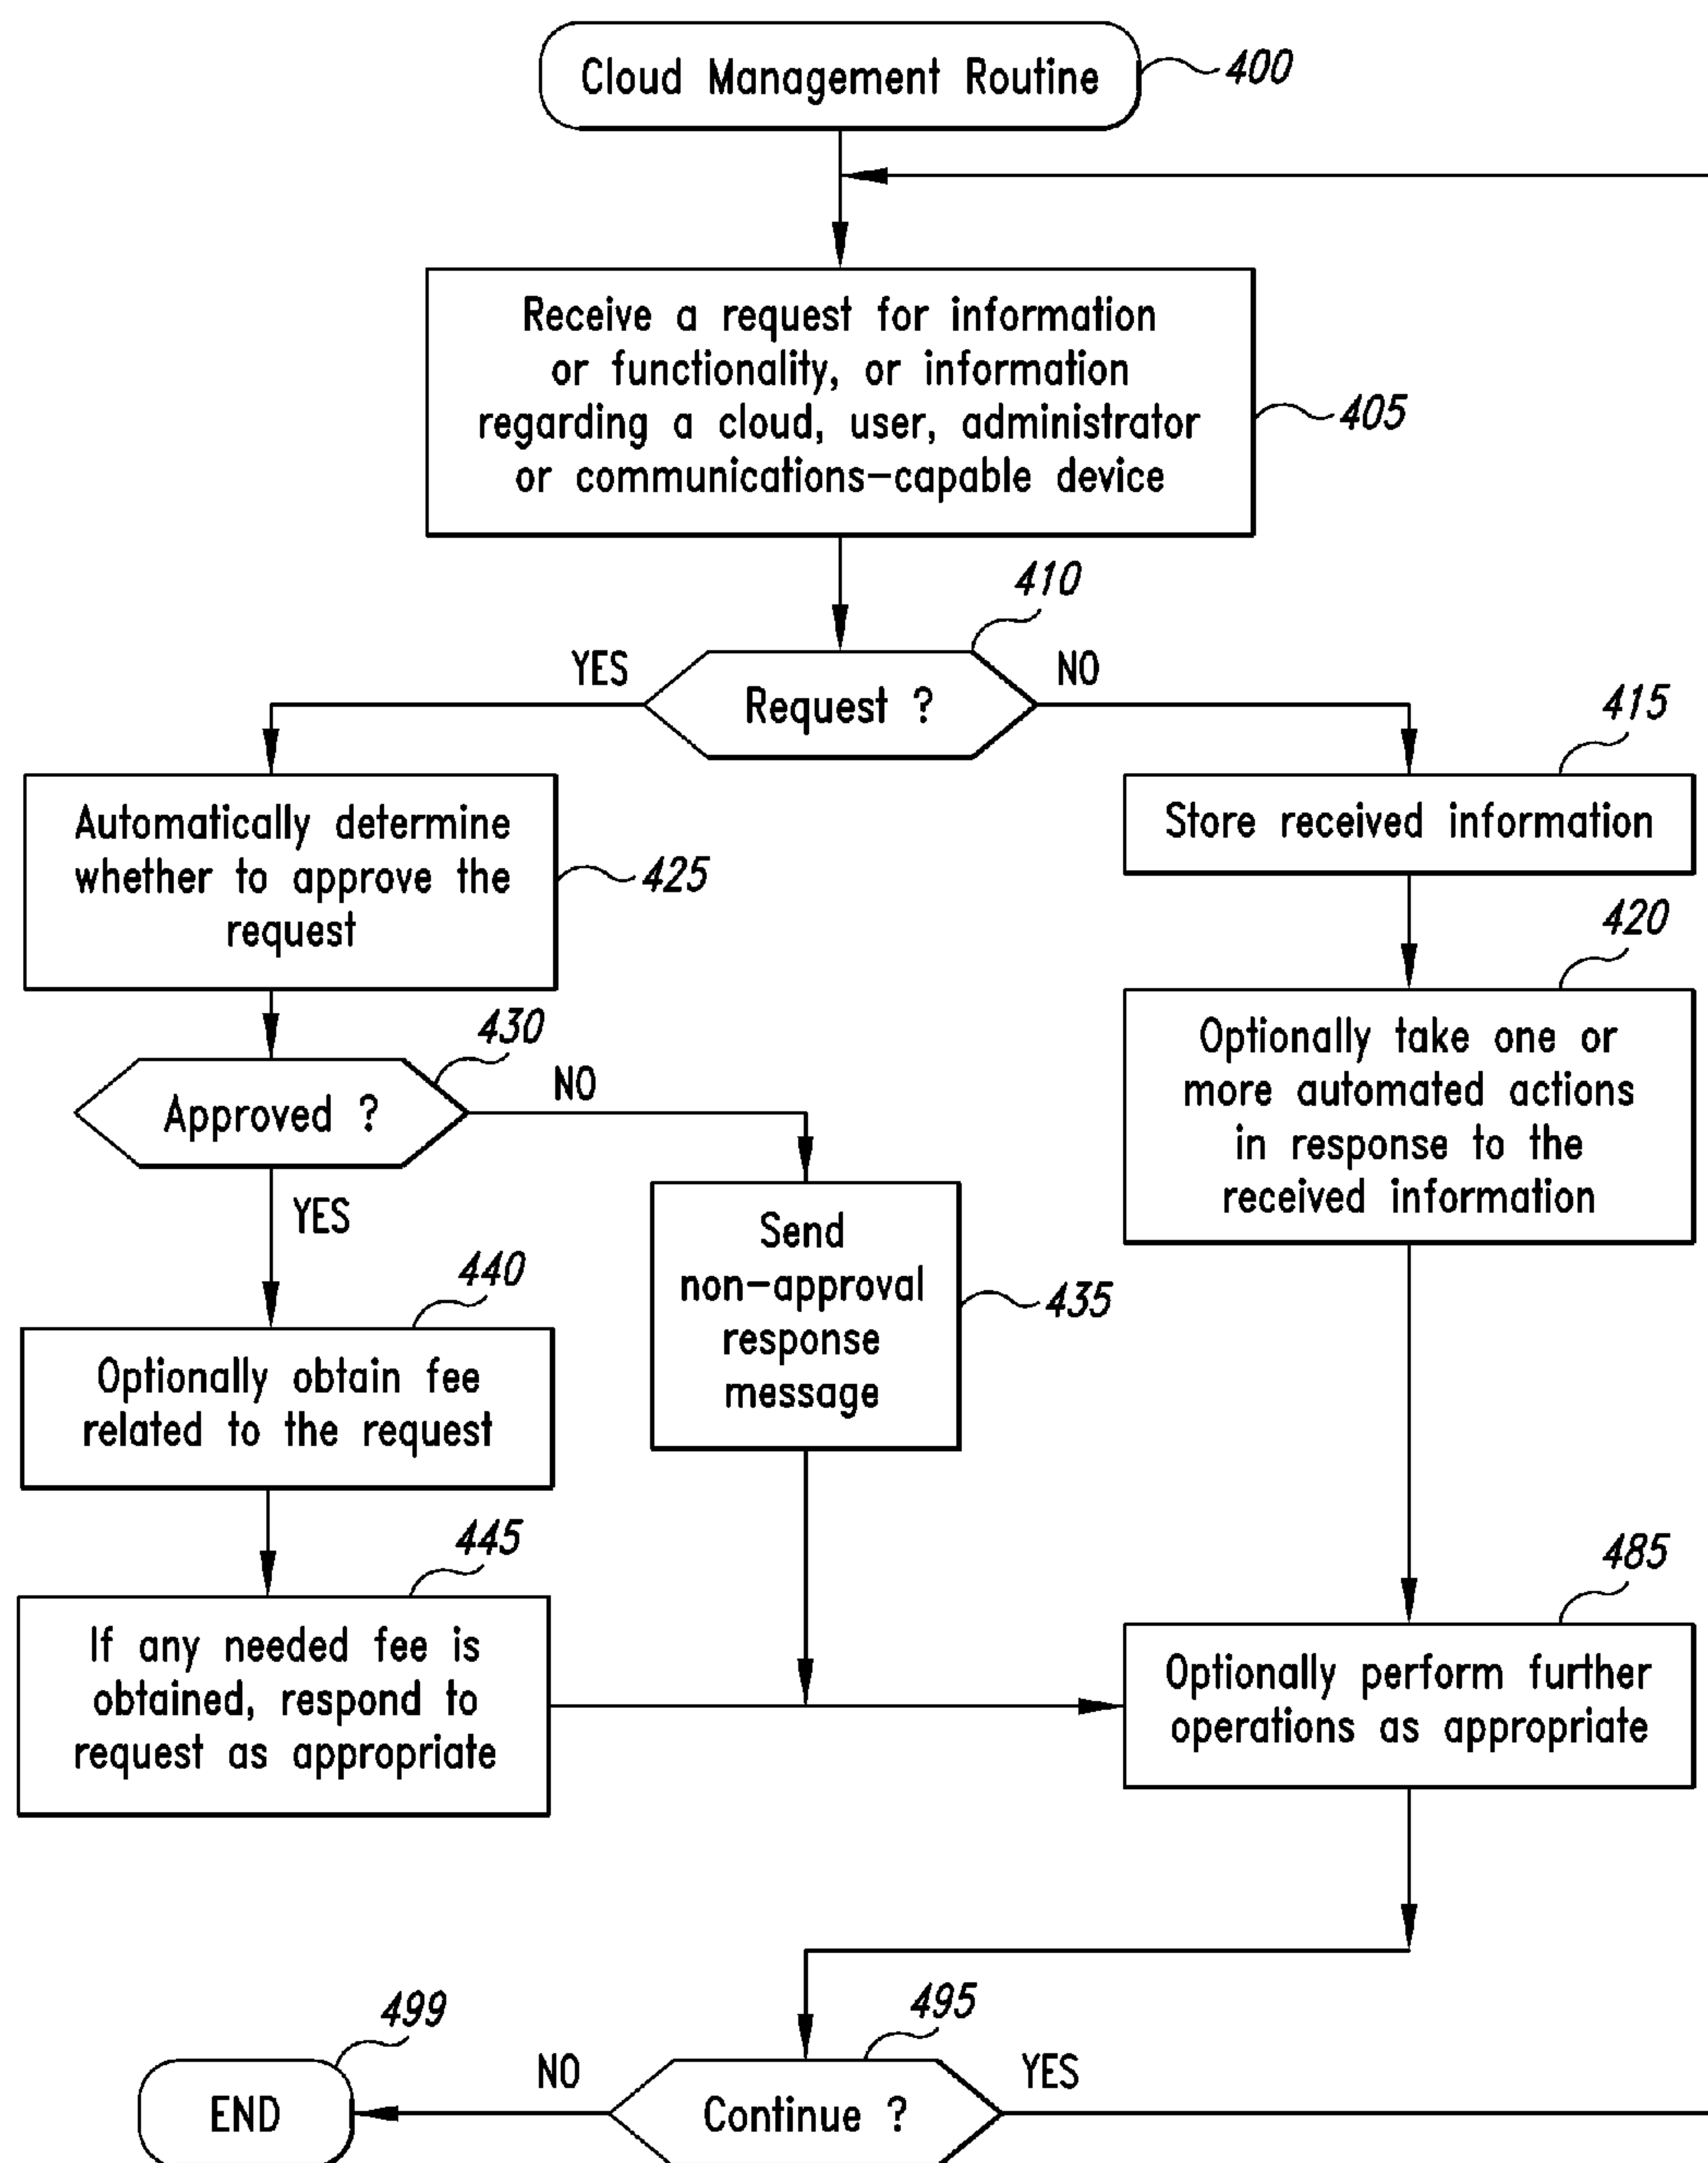 Cloud Management Routine
400
Receive a request for information
or functionality, or information
regarding a cloud, user, administrator
or communications-capable device
405
410
YES
Request ?
NO
415
Store received information
Automatically determine
whether to approve the
request
425
420
Optionally take one or
more automated actions
in response to the
received information
430
Approved ?
NO
YES
Send
non-approval
response
message
435
440
Optionally obtain fee
related to the request
445
If any needed fee is
obtained, respond to
request as appropriate
485
Optionally perform further
operations as appropriate
499
END
NO
495
Continue ?
YES